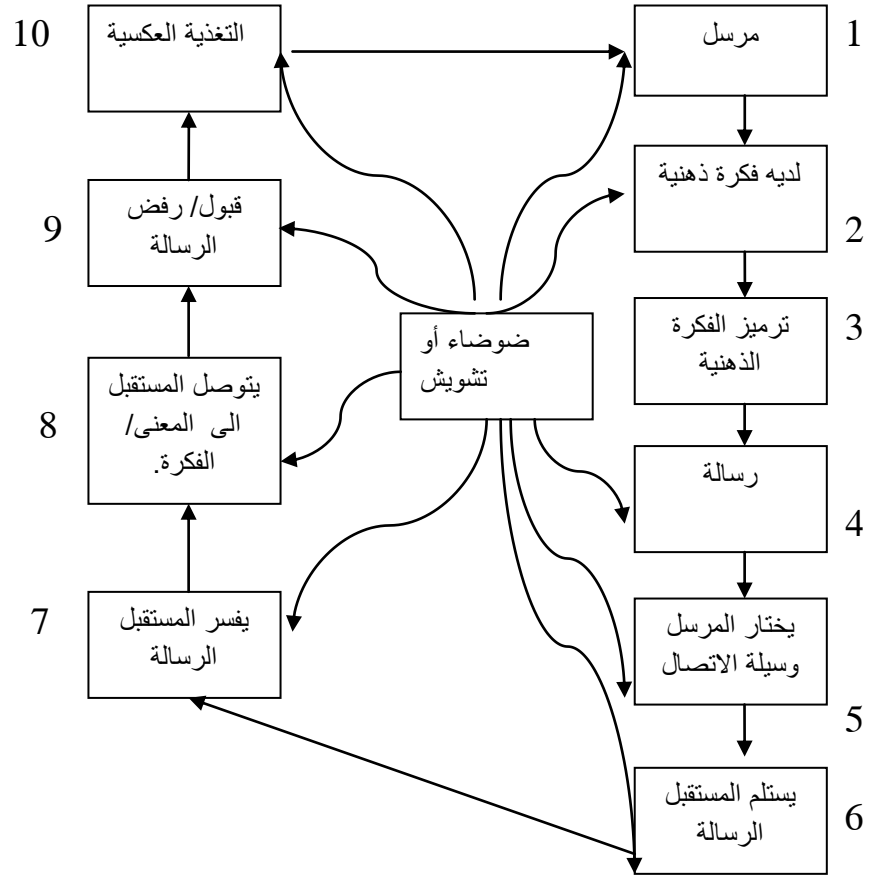 1
مرسل
2
لديه فكرة ذهنية
3
ترميز الفكرة
الذهنية
4
رسالة
5
يختار المرسل
وسيلة الاتصال
6
يستلم المستقبل
الرسالة
7
يفسر المستقبل
الرسالة
8
يتوصل المستقبل
الى المعنى/
الفكرة.
9
قبول/ رفض
الرسالة
10
التغذية العكسية
ضوضاء أو
تشويش